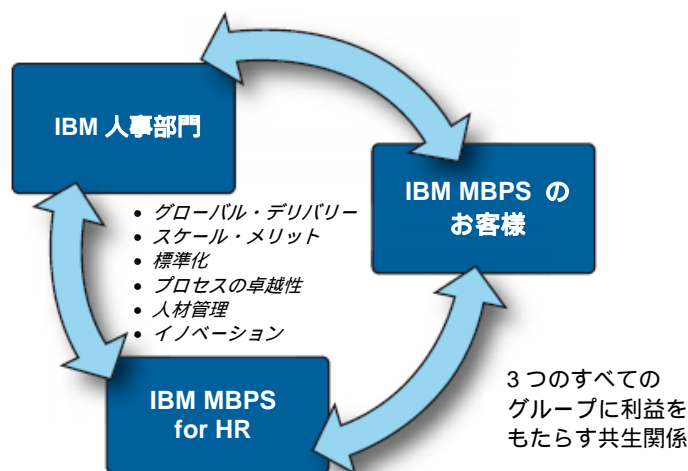 IBM 人事部門
IBM MBPS の
お客様
• グローバル・デリバリー
• スケール・メリット
• 標準化
• プロセスの卓越性
• 人材管理
• イノベーション
IBM MBPS
for HR
3 つのすべての
グループに利益を
もたらす共生関係